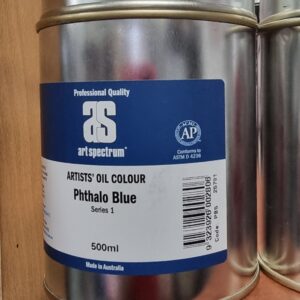 Professional Quality
as
art spectrum®
ACMI
AP
Conforms to
ASTM D 4236
ARTISTS' OIL COLOUR
Phthalo Blue
Series 1
500ml
Made in Australia